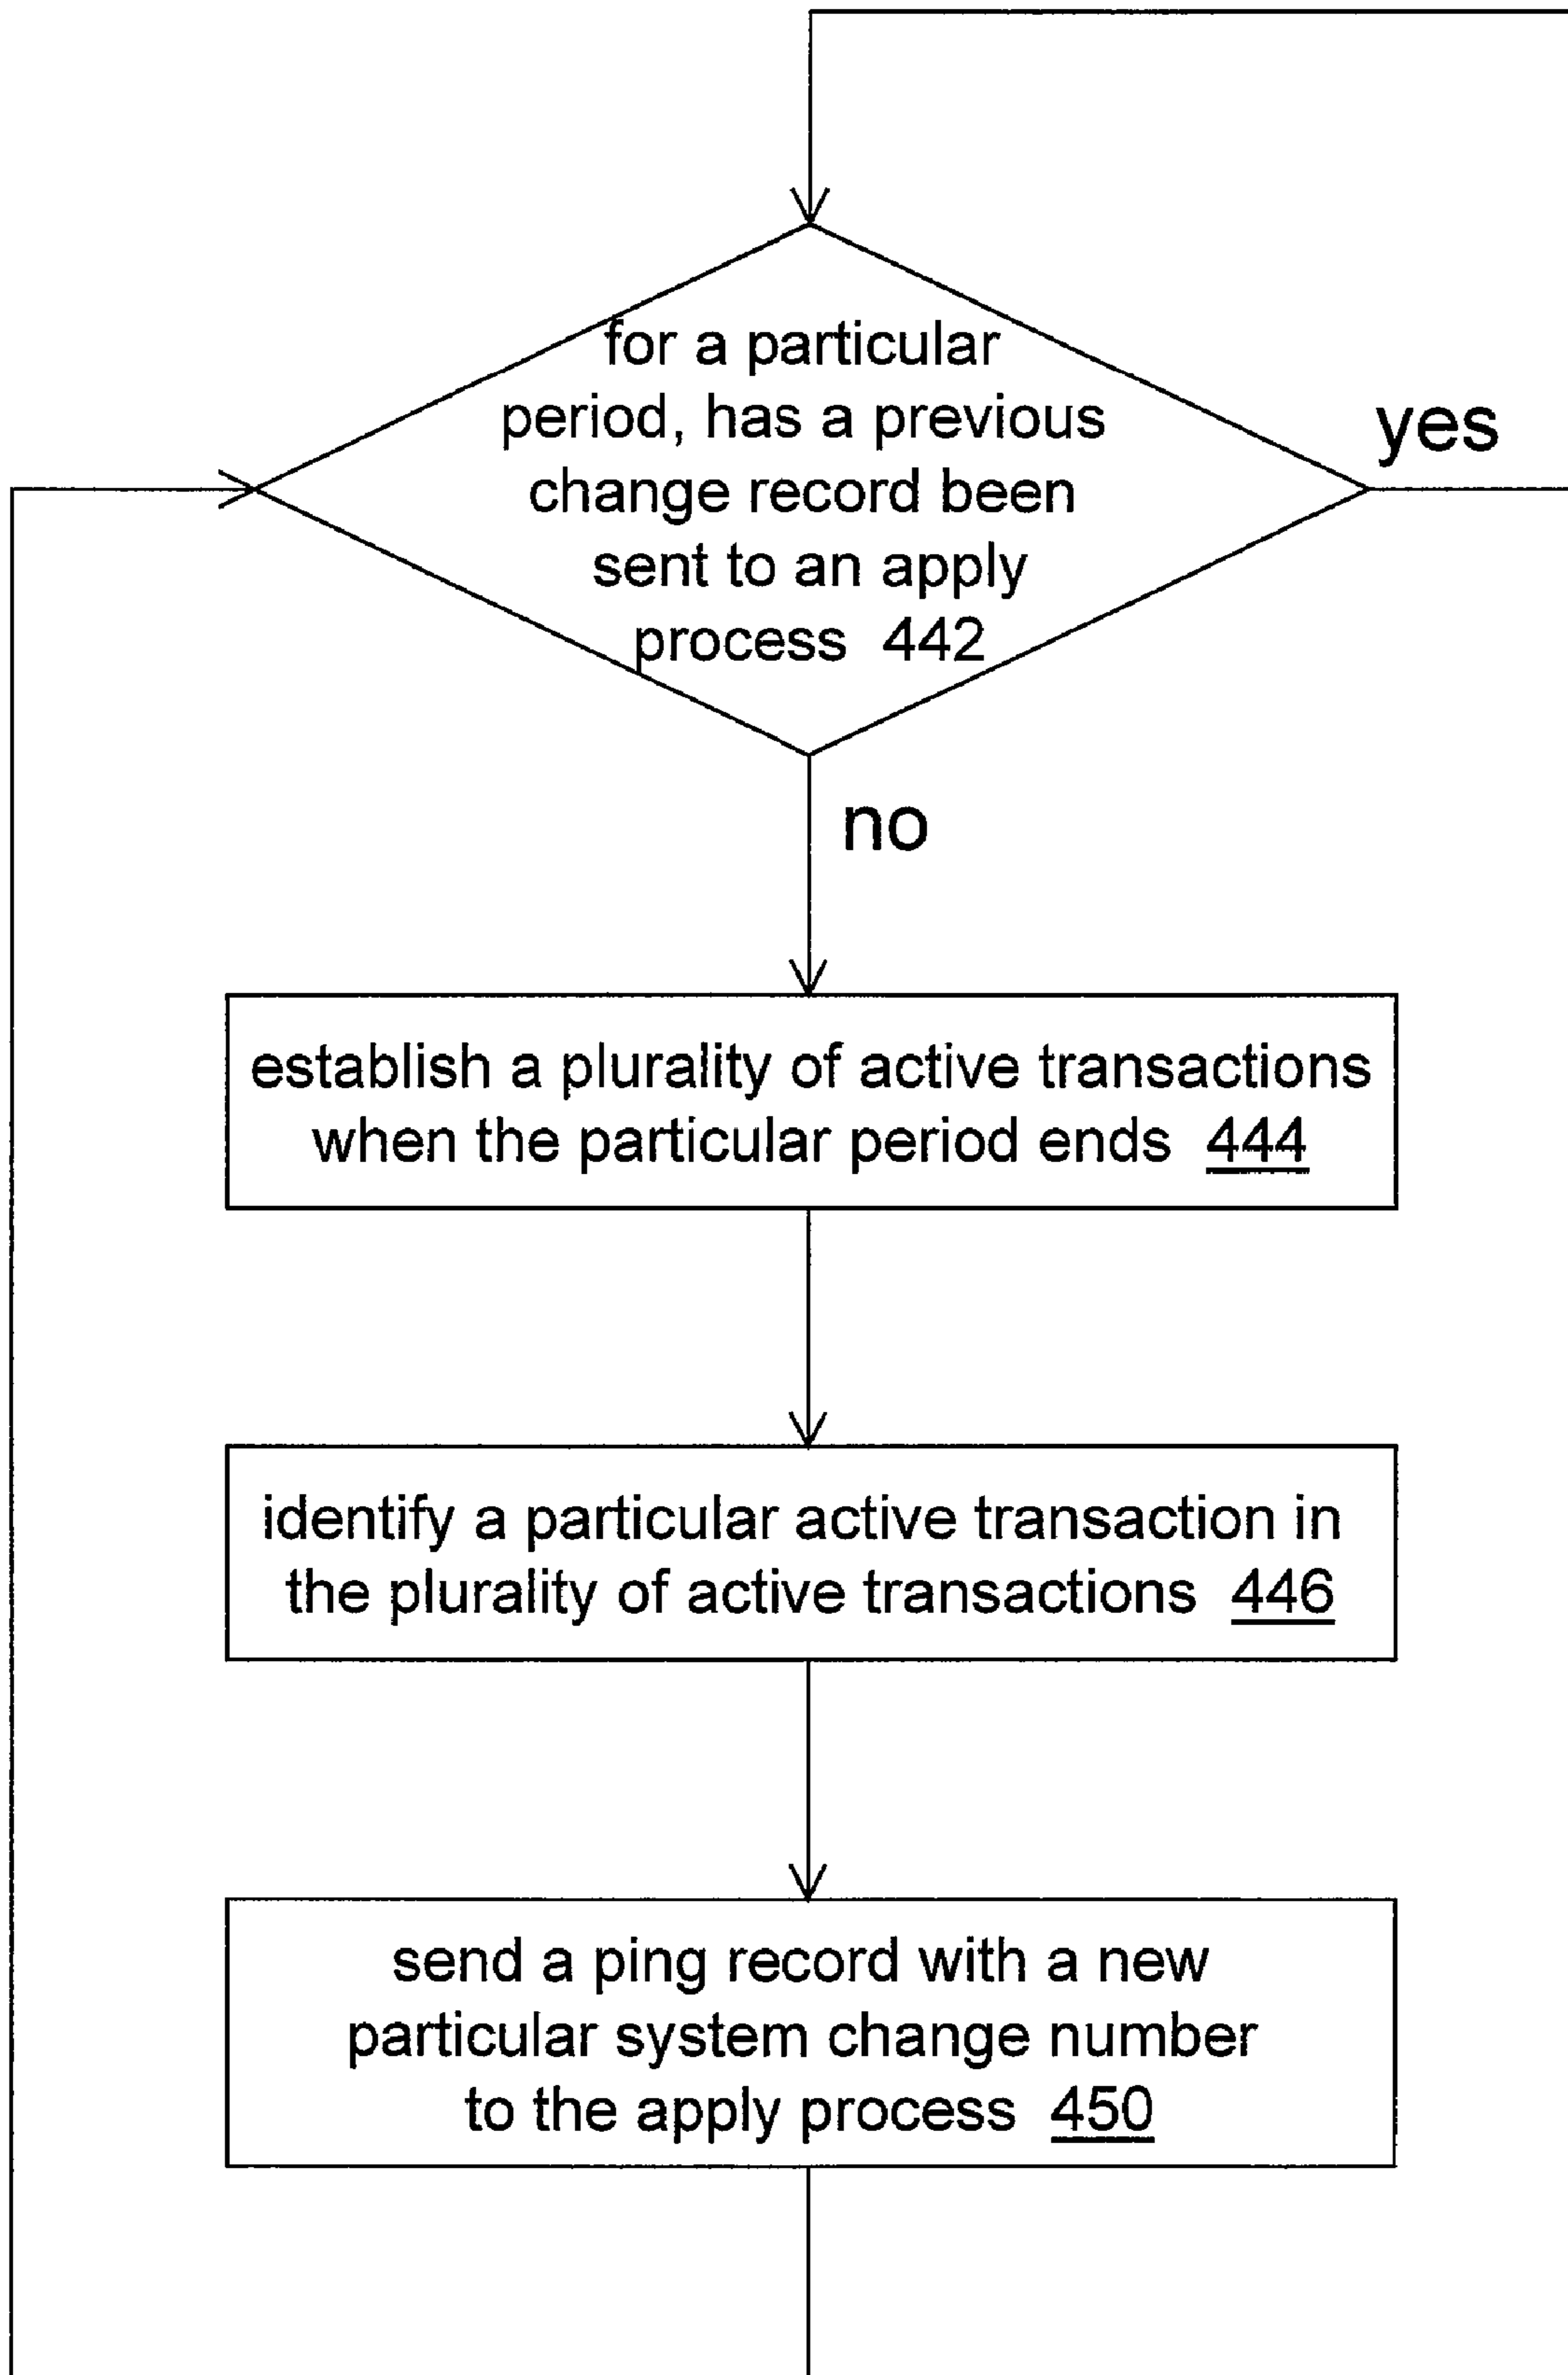 for a particular
period, has a previous
change record been
sent to an apply
process 442
yes
no
establish a plurality of active transactions
when the particular period ends 444
identify a particular active transaction in
the plurality of active transactions 446
send a ping record with a new
particular system change number
to the apply process 450